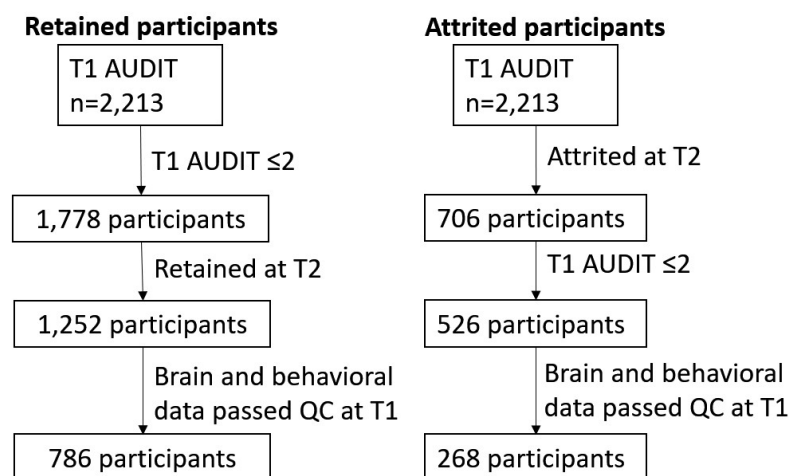 Retained participants
T1 AUDIT
n=2,213
T1 AUDIT ≤2
1,778 participants
Retained at T2
1,252 participants
Brain and behavioral
data passed QC at T1
786 participants
Attrited participants
T1 AUDIT
n=2,213
Attrited at T2
706 participants
T1 AUDIT ≤2
526 participants
Brain and behavioral
data passed QC at T1
268 participants